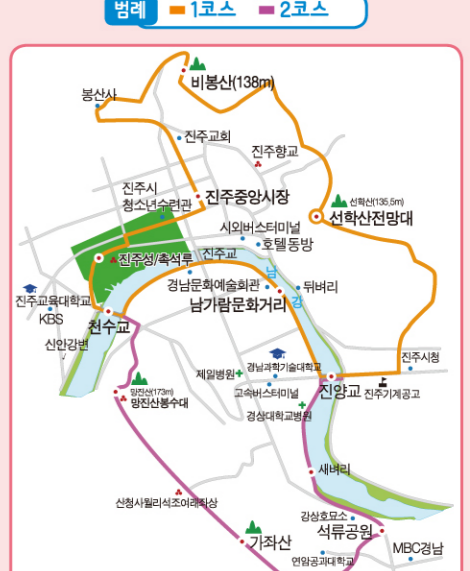 범례 1코스 2코스
비봉산(138m)
봉산사
진주교회
진주향교
진주시
청소년수련관
진주중앙시장
선학산(135,5m)
선학산전망대
시외버스터미널
호텔동방
진주성/촉석루
진주교
남
강
경남문화예술회관
뒤벼리
남가람문화거리
진주교육대학교
KBS
천수교
신안강변
진주시청
경남과학기술대학교
제일병원
고속버스터미널
진양교
진주기계공고
망진산(173m)
망진산봉수대
경상대학교병원
새벼리
산청사월리석조여래좌상
강상호묘소
석류공원
가좌산
MBC경남
연암공과대학교